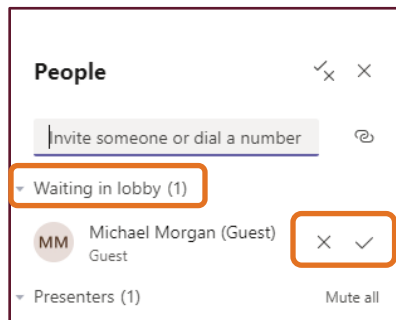 People
Invite someone or dial a number
Waiting in lobby (1)
MM Michael Morgan (Guest)
Guest
Presenters (1) Mute all